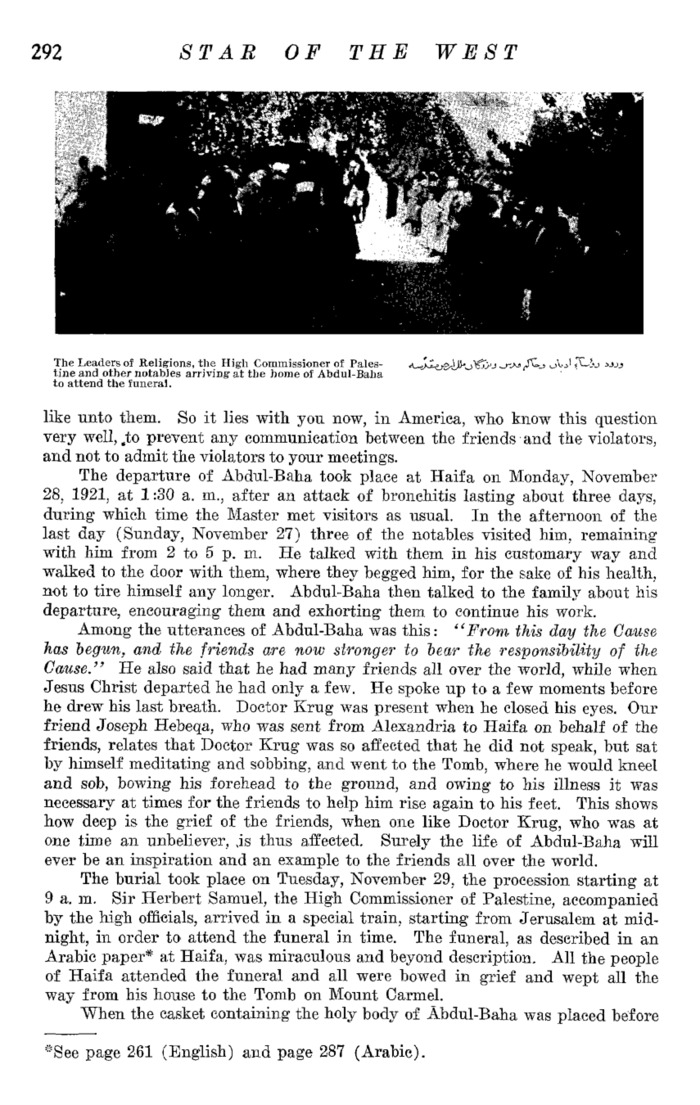 292 STAR OF THE WEST
The Leaders of Religions, the High Commissioner of Pales-
tine and other notables arriving at the home of Abdul-Baha
to attend the funeral.
ورود رؤسآء ادیان
like unto them. So it lies with you now, in America, who know this question
very well, to prevent any communication between the friends and the violators,
and not to admit the violators to your meetings.
The departure of Abdul-Baha took place at Haifa on Monday, November
28, 1921, at 1:30 a. m., after an attack of bronchitis lasting about three days,
during which time the Master met visitors as usual. In the afternoon of the
last day (Sunday, November 27) three of the notables visited him, remaining
with him from 2 to 5 p. m. He talked with them in his customary way and
walked to the door with them, where they begged him, for the sake of his health,
not to tire himself any longer. Abdul-Baha then talked to the family about his
departure, encouraging them and exhorting them to continue his work.
Among the utterances of Abdul-Baha was this: “From this day the Cause
has begun, and the friends are now stronger to bear the responsibility of the
Cause.” He also said that he had many friends all over the world, while when
Jesus Christ departed he had only a few. He spoke up to a few moments before
he drew his last breath. Doctor Krug was present when he closed his eyes. Our
friend Joseph Hebeqa, who was sent from Alexandria to Haifa on behalf of the
friends, relates that Doctor Krug was so affected that he did not speak, but sat
by himself meditating and sobbing, and went to the Tomb, where he would kneel
and sob, bowing his forehead to the ground, and owing to his illness it was
necessary at times for the friends to help him rise again to his feet. This shows
how deep is the grief of the friends, when one like Doctor Krug, who was at
one time an unbeliever, is thus affected. Surely the life of Abdul-Baha will
ever be an inspiration and an example to the friends all over the world.
The burial took place on Tuesday, November 29, the procession starting at
9 a. m. Sir Herbert Samuel, the High Commissioner of Palestine, accompanied
by the high officials, arrived in a special train, starting from Jerusalem at mid-
night, in order to attend the funeral in time. The funeral, as described in an
Arabic paper* at Haifa, was miraculous and beyond description. All the people
of Haifa attended the funeral and all were bowed in grief and wept all the
way from his house to the Tomb on Mount Carmel.
When the casket containing the holy body of Abdul-Baha was placed before
*See page 261 (English) and page 287 (Arabic).